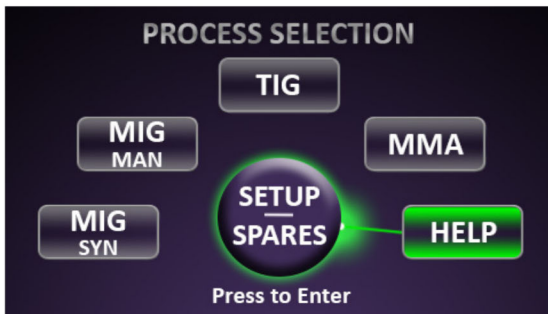 PROCESS SELECTION
TIG
MIG
MAN
MMA
MIG
SYN
SETUP
SPARES
HELP
Press to Enter